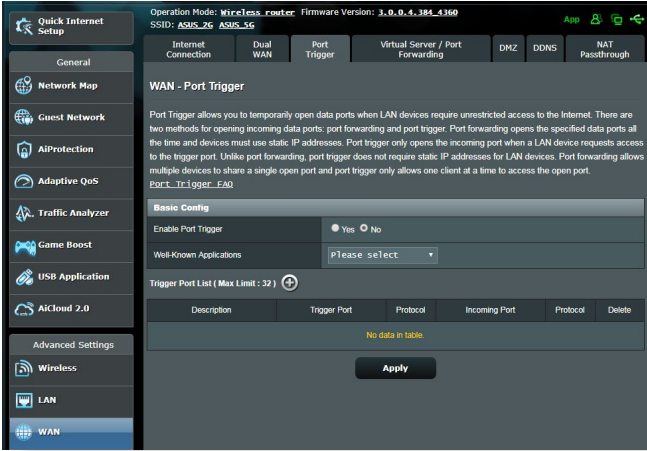 Quick Internet
Setup
Operation Mode: Wireless router Firmware Version: 3.0.0.4.384_4360
SSID: ASUS_2G ASUS_5G
App
Internet
Connection
Dual
WAN
Port
Trigger
Virtual Server / Port
Forwarding
DMZ
DDNS
NAT
Passthrough
General
Network Map
Guest Network
AiProtection
Adaptive QoS
Traffic Analyzer
Game Boost
USB Application
AiCloud 2.0
Advanced Settings
Wireless
LAN
WAN
WAN - Port Trigger
Port Trigger allows you to temporarily open data ports when LAN devices require unrestricted access to the Internet. There are
two methods for opening incoming data ports: port forwarding and port trigger. Port forwarding opens the specified data ports all
the time and devices must use static IP addresses. Port trigger only opens the incoming port when a LAN device requests access
to the trigger port. Unlike port forwarding, port trigger does not require static IP addresses for LAN devices. Port forwarding allows
multiple devices to share a single open port and port trigger only allows one client at a time to access the open port.
Port Trigger FAQ
Basic Config
Enable Port Trigger Yes No
Well-Known Applications Please select
Trigger Port List ( Max Limit : 32 )
Description Trigger Port Protocol Incoming Port Protocol Delete
No data in table.
Apply